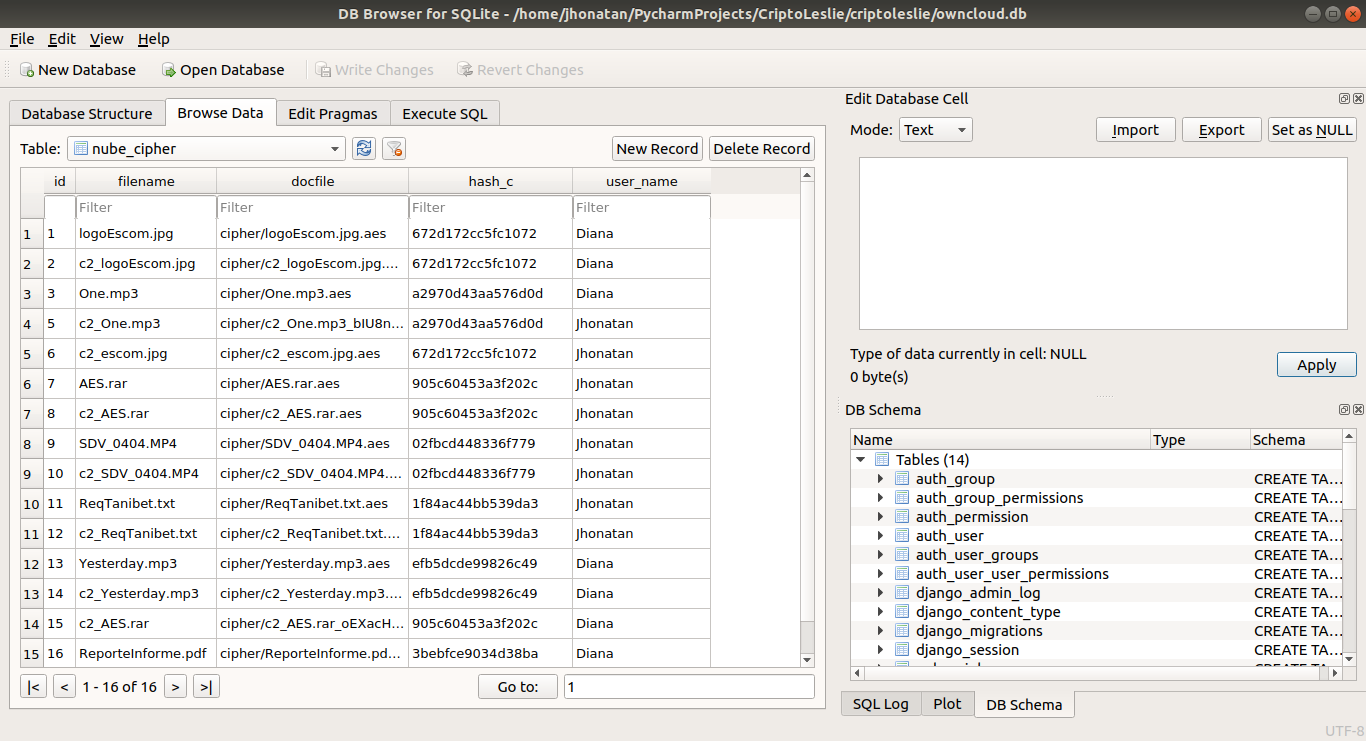 DB Browser for SQLite - /home/jhonatan/PycharmProjects/CriptoLeslie/criptoleslie/owncloud.db
File Edit View Help
New Database Open Database Write Changes Revert Changes
Database Structure Browse Data Edit Pragmas Execute SQL
Table: nube_cipher New Record Delete Record
id filename docfile hash_c user_name
Filter Filter Filter Filter
1 1 logoEscom.jpg cipher/logoEscom.jpg.aes 672d172cc5fc1072 Diana
2 2 c2_logoEscom.jpg cipher/c2_logoEscom.jpg.... 672d172cc5fc1072 Diana
3 3 One.mp3 cipher/One.mp3.aes a2970d43aa576d0d Diana
4 5 c2_One.mp3 cipher/c2_One.mp3_bIU8n... a2970d43aa576d0d Jhonatan
5 6 c2_escom.jpg cipher/c2_escom.jpg.aes 672d172cc5fc1072 Jhonatan
6 7 AES.rar cipher/AES.rar.aes 905c60453a3f202c Jhonatan
7 8 c2_AES.rar cipher/c2_AES.rar.aes 905c60453a3f202c Jhonatan
8 9 SDV_0404.MP4 cipher/SDV_0404.MP4.aes 02fbcd448336f779 Jhonatan
9 10 c2_SDV_0404.MP4 cipher/c2_SDV_0404.MP4.... 02fbcd448336f779 Jhonatan
10 11 ReqTanibet.txt cipher/ReqTanibet.txt.aes 1f84ac44bb539da3 Jhonatan
11 12 c2_ReqTanibet.txt cipher/c2_ReqTanibet.txt.... 1f84ac44bb539da3 Jhonatan
12 13 Yesterday.mp3 cipher/Yesterday.mp3.aes efb5dcde99826c49 Diana
13 14 c2_Yesterday.mp3 cipher/c2_Yesterday.mp3.... efb5dcde99826c49 Diana
14 15 c2_AES.rar cipher/c2_AES.rar_oEXacH... 905c60453a3f202c Diana
15 16 ReporteInforme.pdf cipher/ReporteInforme.pd... 3bebfce9034d38ba Diana
|< < 1 - 16 of 16 > >| Go to: 1
Edit Database Cell
Mode: Text Import Export Set as NULL
Type of data currently in cell: NULL
0 byte(s)
Apply
DB Schema
Name Type Schema
Tables (14)
auth_group CREATE TA...
auth_group_permissions CREATE TA...
auth_permission CREATE TA...
auth_user CREATE TA...
auth_user_groups CREATE TA...
auth_user_user_permissions CREATE TA...
django_admin_log CREATE TA...
django_content_type CREATE TA...
django_migrations CREATE TA...
django_session CREATE TA...
SQL Log Plot DB Schema
UTF-8